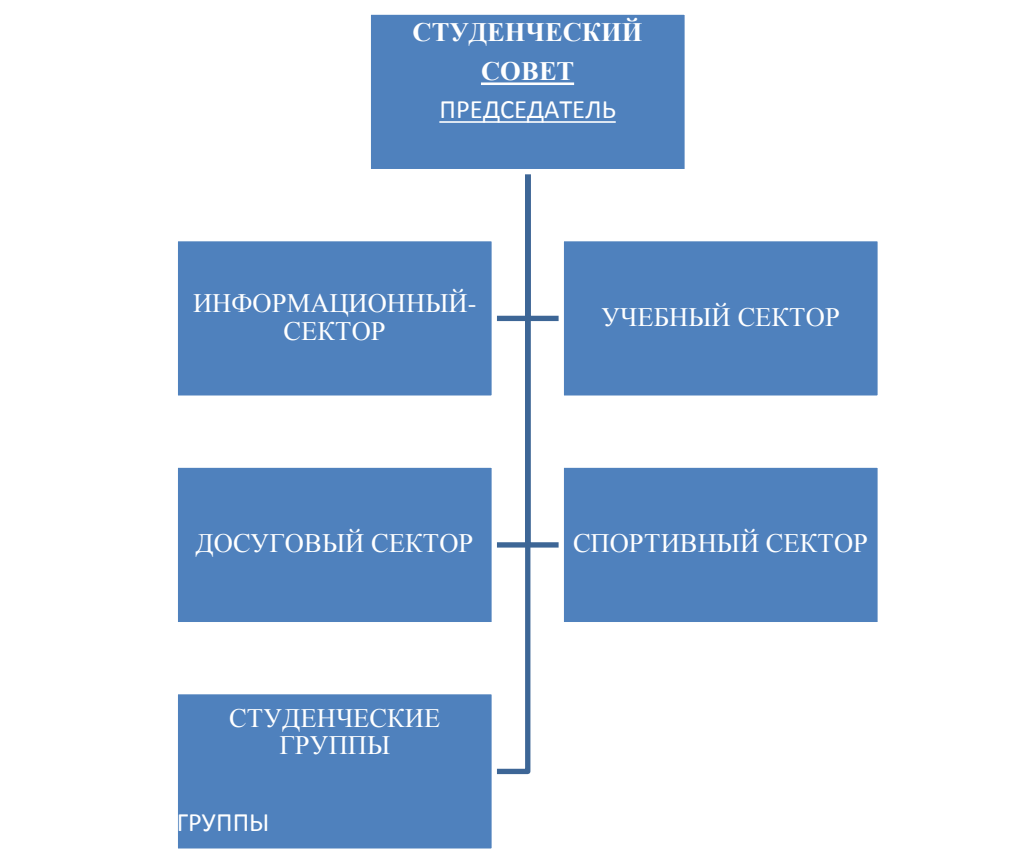 СТУДЕНЧЕСКИЙ
СОВЕТ
ПРЕДСЕДАТЕЛЬ
ИНФОРМАЦИОННЫЙ-
СЕКТОР
УЧЕБНЫЙ СЕКТОР
ДОСУГОВЫЙ СЕКТОР
СПОРТИВНЫЙ СЕКТОР
СТУДЕНЧЕСКИЕ
ГРУППЫ
ГРУППЫ